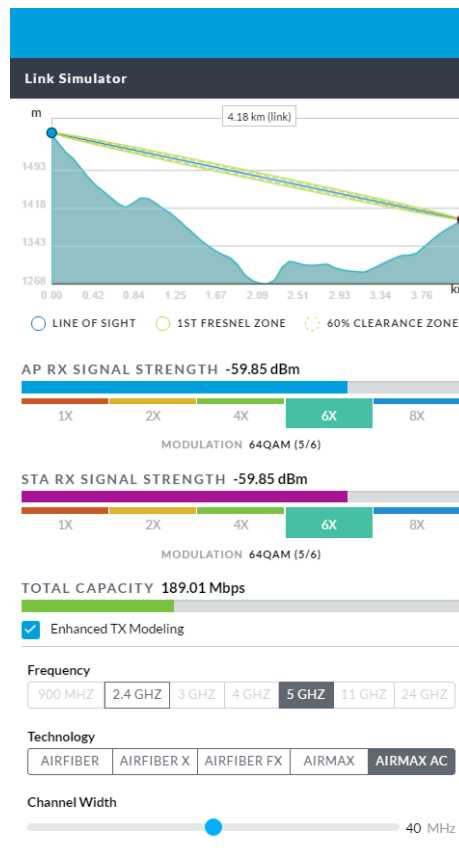 Link Simulator
m
4.18 km (link)
1493
1418
1343
1268
0.00 0.42 0.84 1.25 1.67 2.09 2.51 2.93 3.34 3.76
LINE OF SIGHT 1ST FRESNEL ZONE 60% CLEARANCE ZONE
AP RX SIGNAL STRENGTH -59.85 dBm
1X 2X 4X 6X 8X
MODULATION 64QAM (5/6)
STA RX SIGNAL STRENGTH -59.85 dBm
1X 2X 4X 6X 8X
MODULATION 64QAM (5/6)
TOTAL CAPACITY 189.01 Mbps
Enhanced TX Modeling
Frequency
900 MHZ 2.4 GHZ 3 GHZ 4 GHZ 5 GHZ 11 GHZ 24 GHZ
Technology
AIRFIBER AIRFIBER X AIRFIBER FX AIRMAX AIRMAX AC
Channel Width
40 MHz